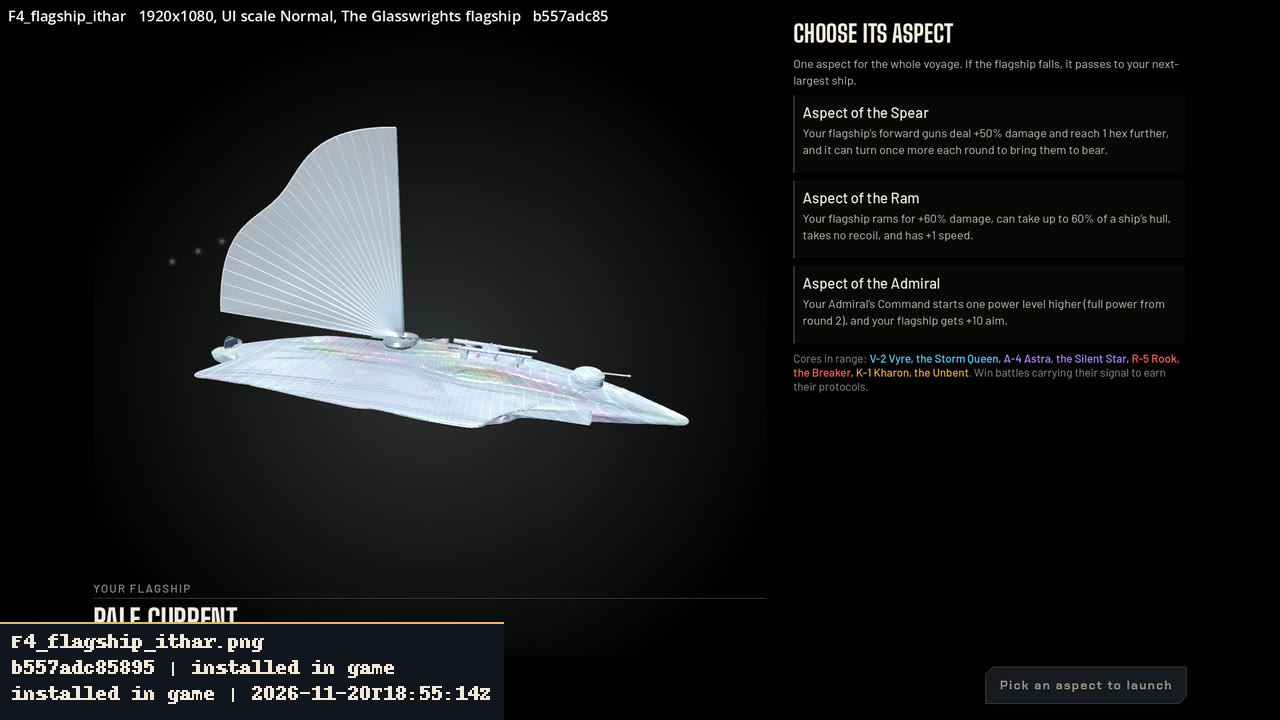 F4_flagship_ithar 1920x1080, UI scale Normal, The Glasswrights flagship b557adc85
CHOOSE ITS ASPECT
One aspect for the whole voyage. If the flagship falls, it passes to your next-
largest ship.
Aspect of the Spear
Your flagship's forward guns deal +50% damage and reach 1 hex further,
and it can turn once more each round to bring them to bear.
Aspect of the Ram
Your flagship rams for +60% damage, can take up to 60% of a ship's hull,
takes no recoil, and has +1 speed.
Aspect of the Admiral
Your Admiral's Command starts one power level higher (full power from
round 2), and your flagship gets +10 aim.
Cores in range: V-2 Vyre, the Storm Queen, A-4 Astra, the Silent Star, R-5 Rook,
the Breaker, K-1 Kharon, the Unbent. Win battles carrying their signal to earn
their protocols.
YOUR FLAGSHIP
PALE CURRENT
F4_flagship_ithar.png
b557adc85895 | installed in game
installed in game | 2026-11-20T18:55:14Z
Pick an aspect to launch